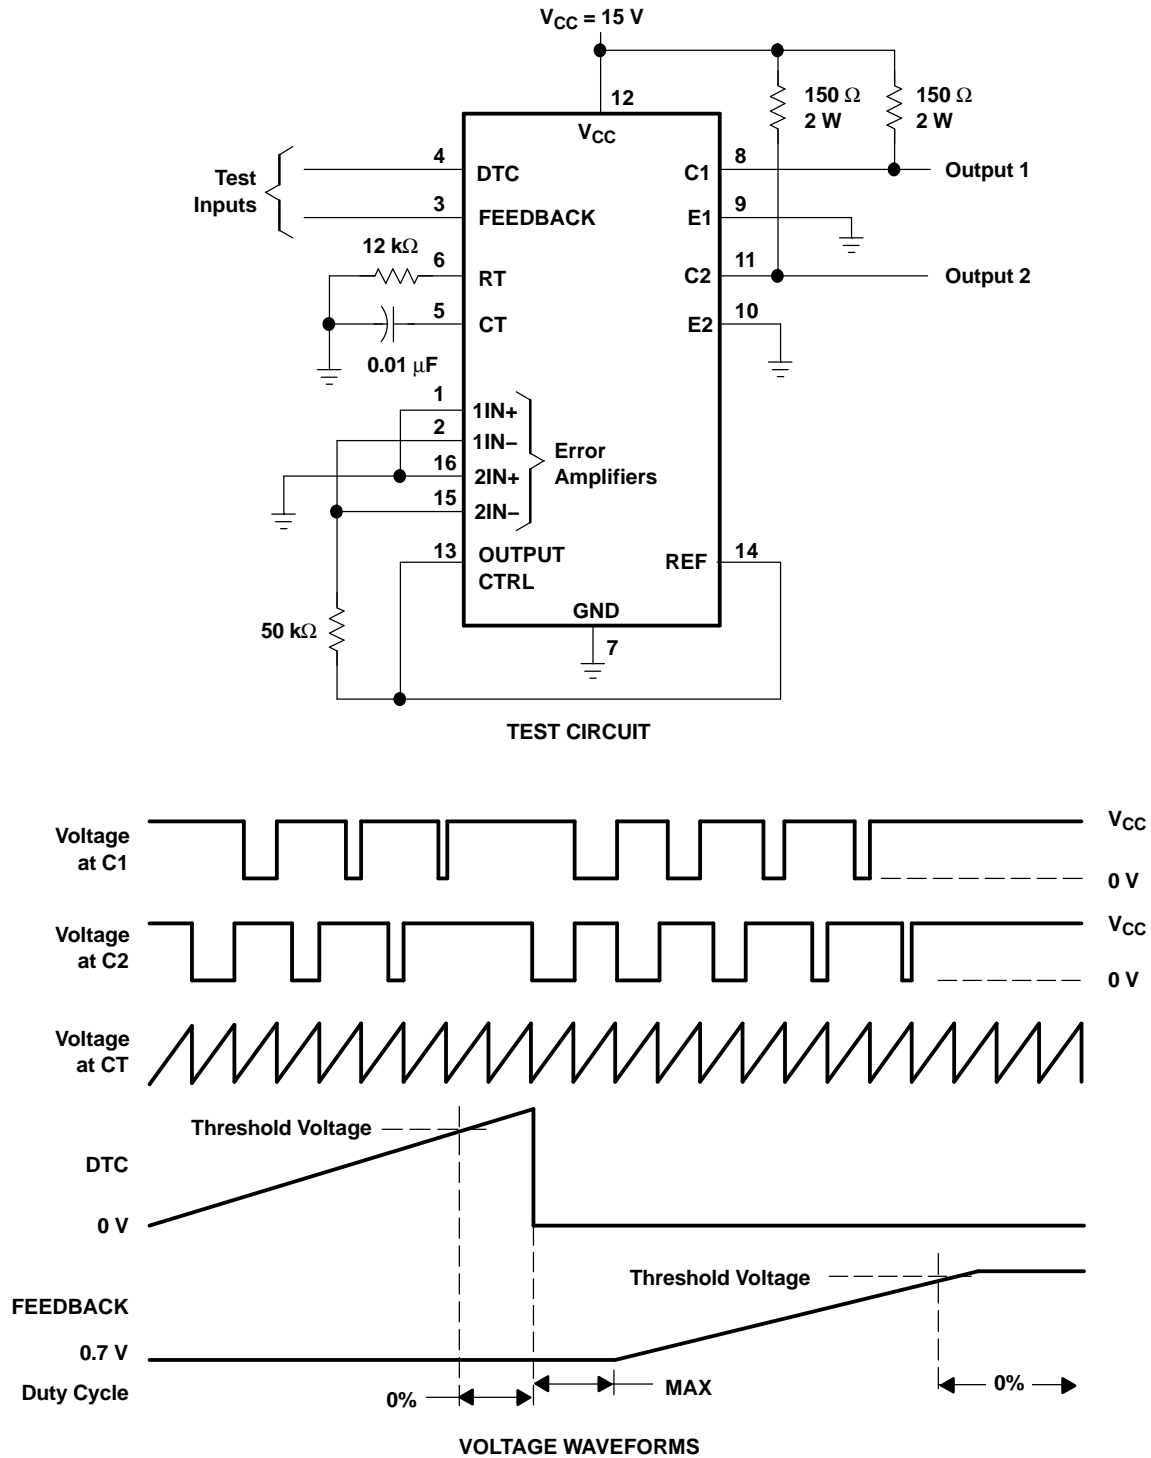 V_CC = 15 V
12
150 Ω
2 W
150 Ω
2 W
V_CC
Test
Inputs
4
DTC
C1
8
Output 1
3
FEEDBACK
E1
9
12 kΩ
6
RT
C2
11
Output 2
5
CT
E2
10
0.01 μF
1
1IN+
2
1IN–
Error
Amplifiers
16
2IN+
15
2IN–
13
OUTPUT
CTRL
REF
14
GND
7
50 kΩ
TEST CIRCUIT
Voltage
at C1
V_CC
0 V
Voltage
at C2
V_CC
0 V
Voltage
at CT
Threshold Voltage
DTC
0 V
Threshold Voltage
FEEDBACK
0.7 V
Duty Cycle
0%
MAX
0%
VOLTAGE WAVEFORMS